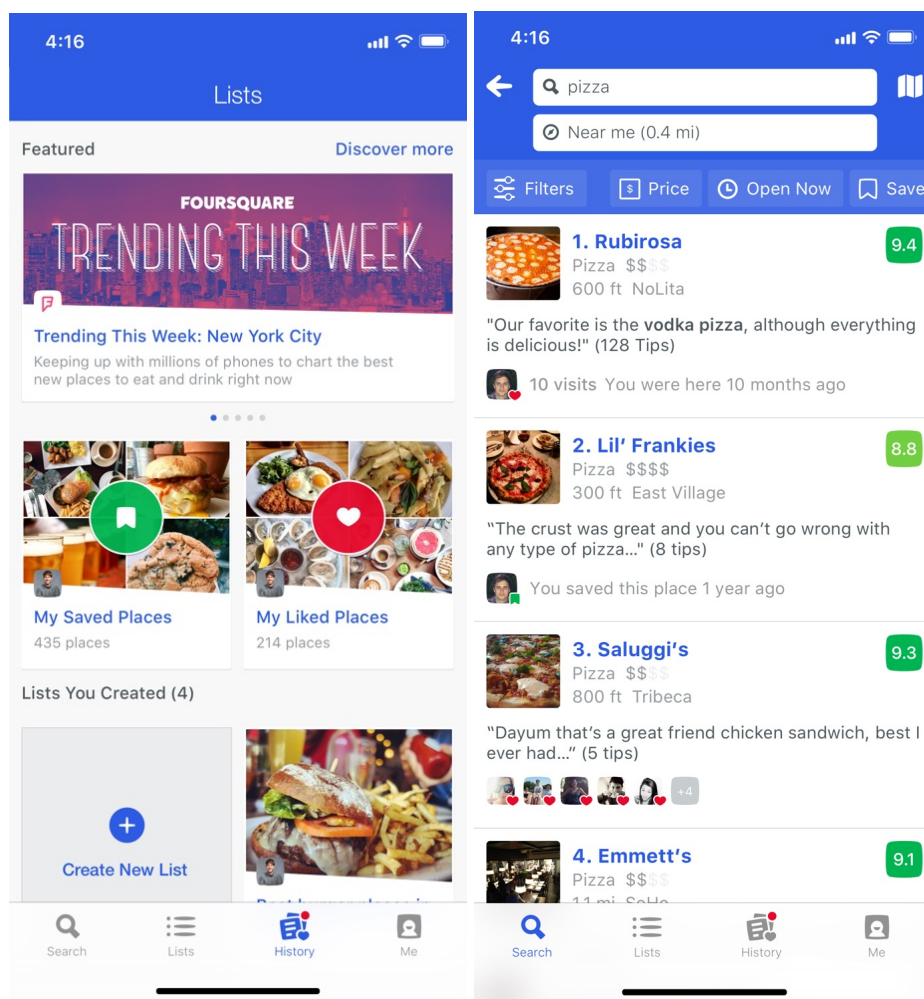 4:16
Lists
Featured
Discover more
FOURSQUARE
TRENDING THIS WEEK
Trending This Week: New York City
Keeping up with millions of phones to chart the best
new places to eat and drink right now
My Saved Places
435 places
My Liked Places
214 places
Lists You Created (4)
Create New List
Search
Lists
History
Me
4:16
pizza
Near me (0.4 mi)
Filters
$ Price
Open Now
Save
1. Rubirosa
9.4
Pizza $$$$
600 ft NoLita
"Our favorite is the vodka pizza, although everything
is delicious!" (128 Tips)
10 visits You were here 10 months ago
2. Lil’ Frankies
8.8
Pizza $$$$
300 ft East Village
“The crust was great and you can’t go wrong with
any type of pizza..." (8 tips)
You saved this place 1 year ago
3. Saluggi’s
9.3
Pizza $$$$
800 ft Tribeca
“Dayum that’s a great friend chicken sandwich, best I
ever had...” (5 tips)
+4
4. Emmett’s
9.1
Pizza $$$$
Search
Lists
History
Me